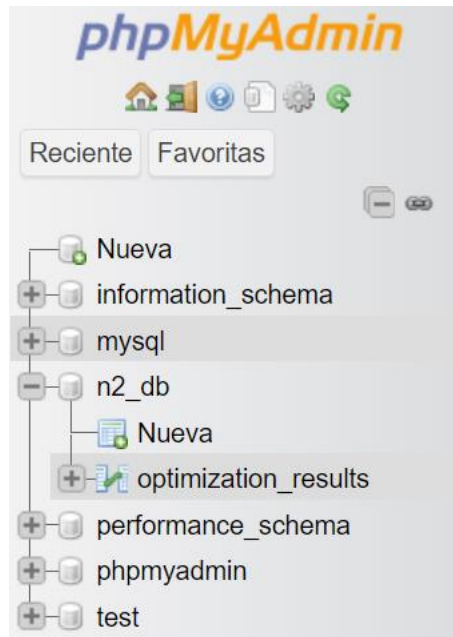 phpMyAdmin
Reciente Favoritas
Nueva
information_schema
mysql
n2_db
Nueva
optimization_results
performance_schema
phpmyadmin
test